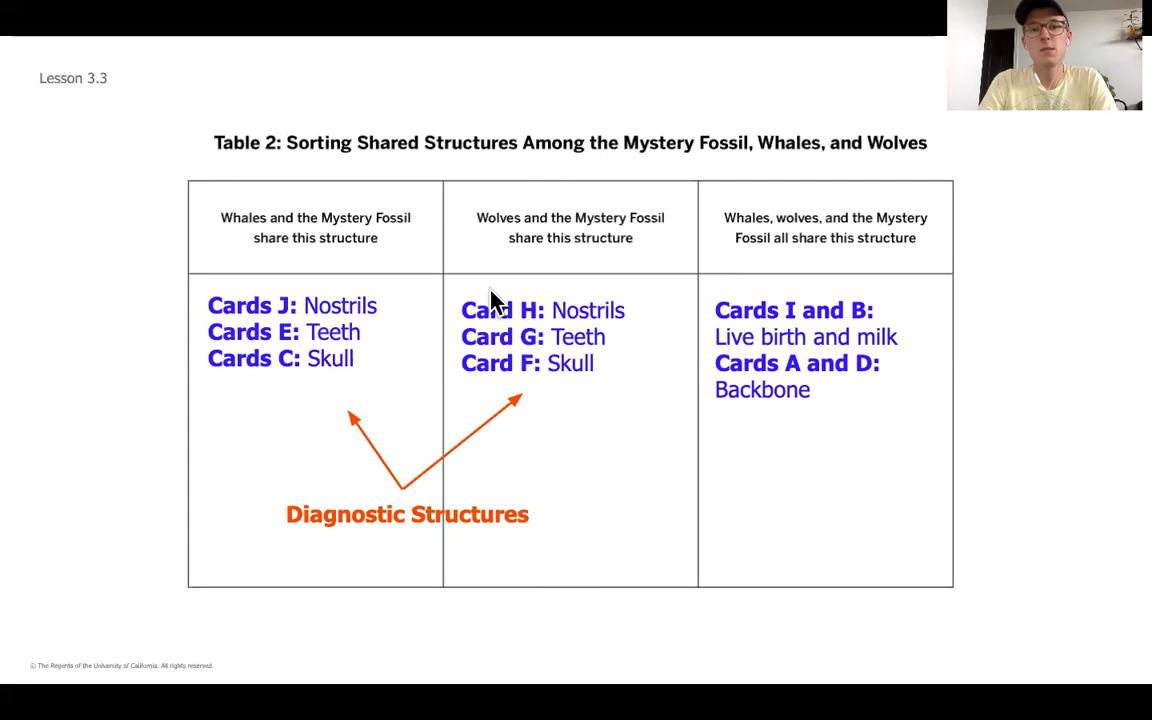 Lesson 3.3
Table 2: Sorting Shared Structures Among the Mystery Fossil, Whales, and Wolves
Whales and the Mystery Fossil
share this structure
Wolves and the Mystery Fossil
share this structure
Whales, wolves, and the Mystery
Fossil all share this structure
Cards J: Nostrils
Cards E: Teeth
Cards C: Skull
Card H: Nostrils
Card G: Teeth
Card F: Skull
Cards I and B:
Live birth and milk
Cards A and D:
Backbone
Diagnostic Structures
© The Regents of the University of California. All rights reserved.